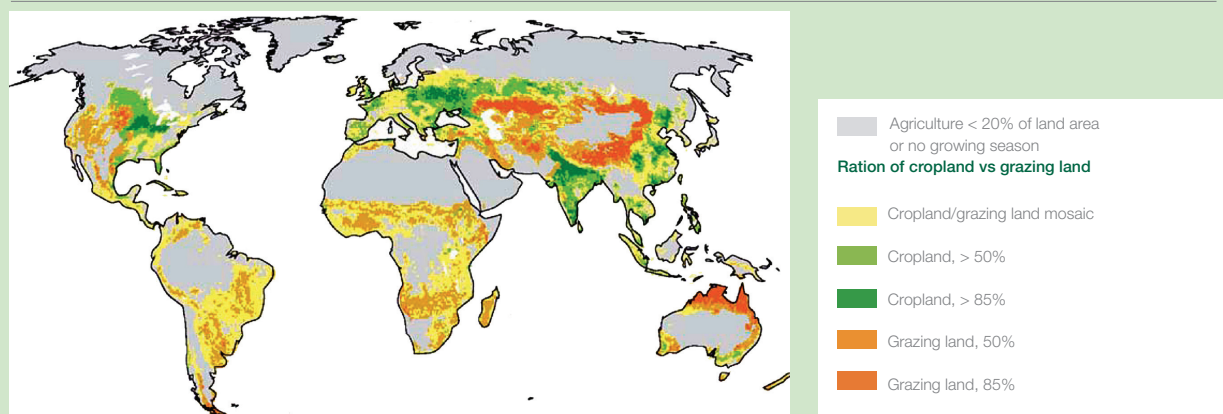 Agriculture < 20% of land area
or no growing season
Ration of cropland vs grazing land
Cropland/grazing land mosaic
Cropland, > 50%
Cropland, > 85%
Grazing land, 50%
Grazing land, 85%